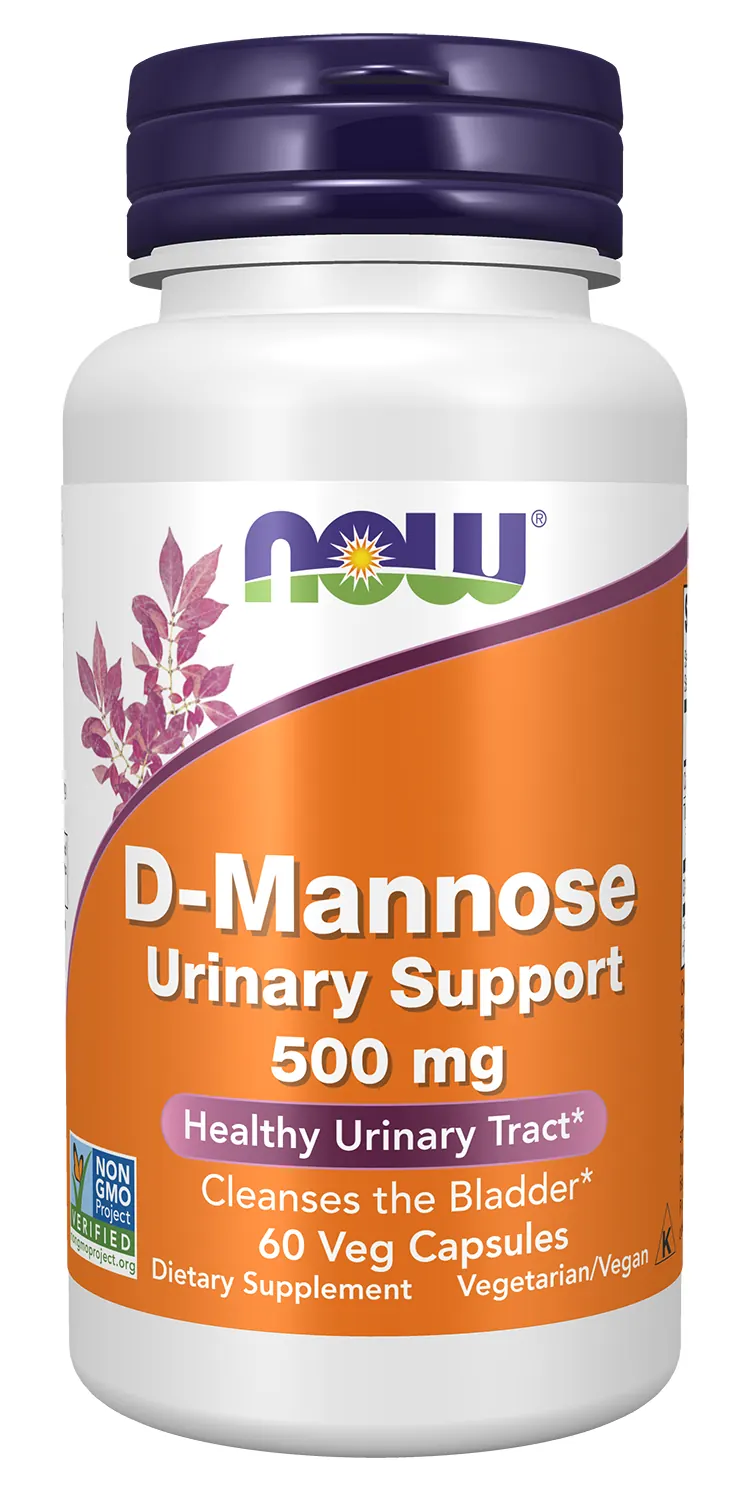 NOW®
D-Mannose
Urinary Support
500 mg
Healthy Urinary Tract*
Cleanses the Bladder*
60 Veg Capsules
Dietary Supplement
Vegetarian/Vegan
K
NON
GMO
Project
VERIFIED
nongmoproject.org